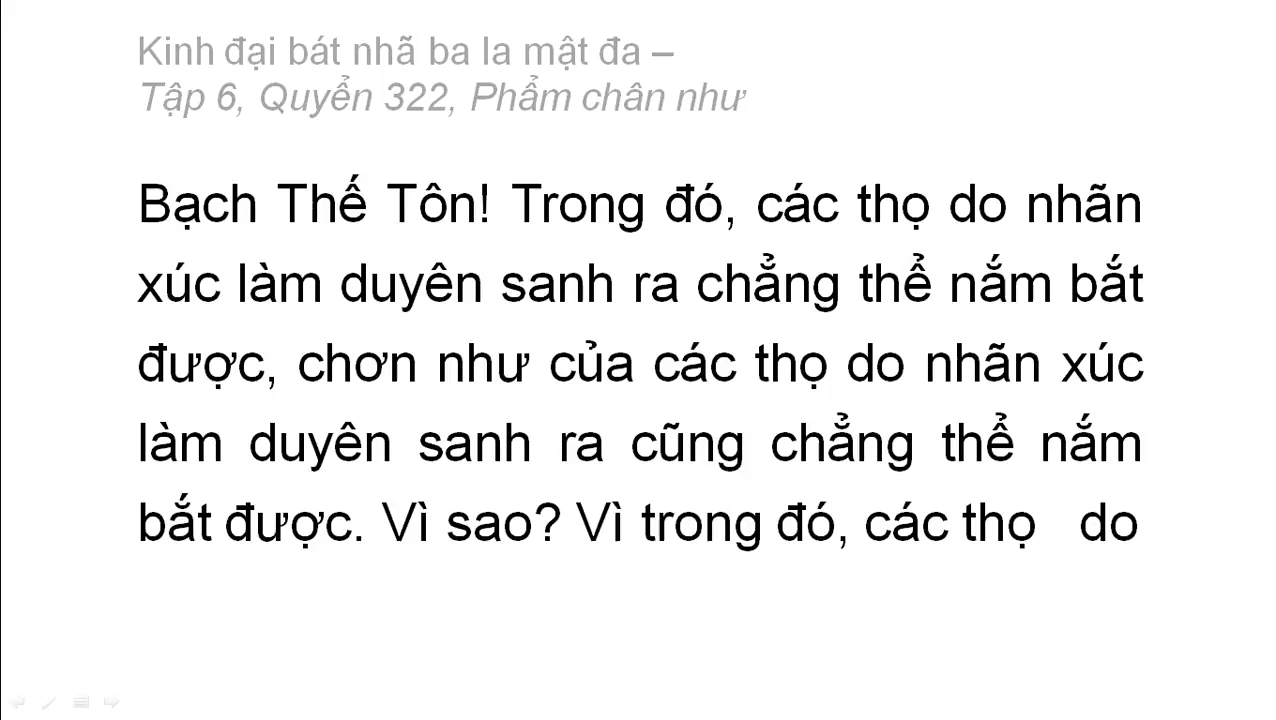 Kinh đại bát nhã ba la mật đa –
Tập 6, Quyển 322, Phẩm chân như
Bạch Thế Tôn! Trong đó, các thọ do nhãn
xúc làm duyên sanh ra chẳng thể nắm bắt
được, chơn như của các thọ do nhãn xúc
làm duyên sanh ra cũng chẳng thể nắm
bắt được. Vì sao? Vì trong đó, các thọ do